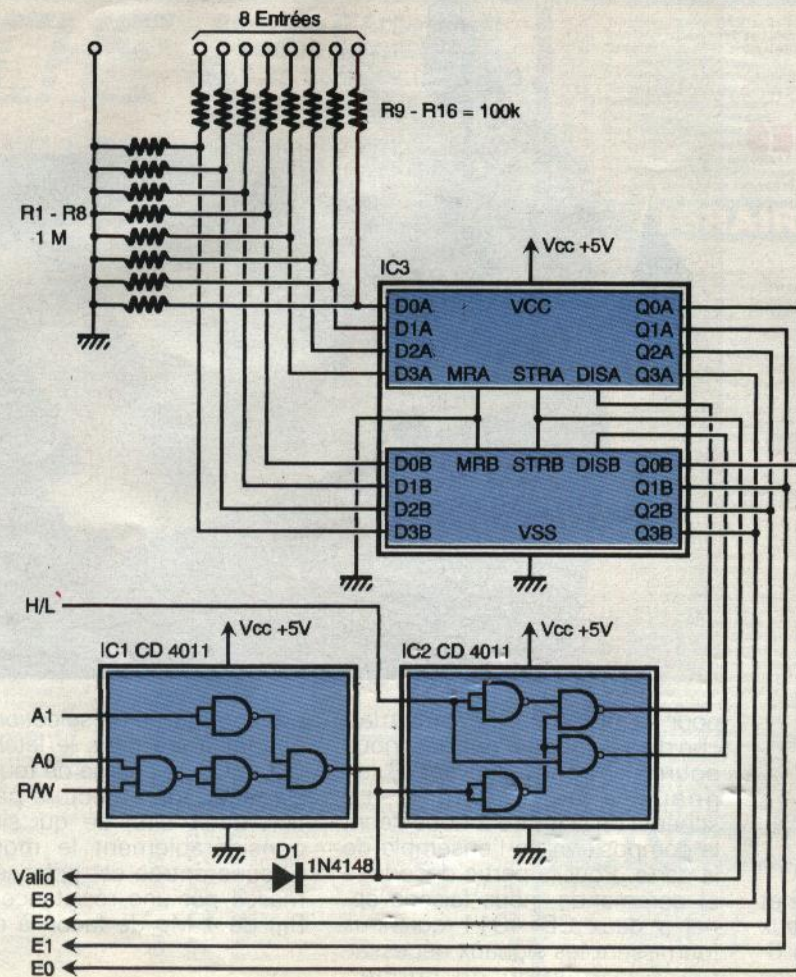 8 Entrées
R9 - R16 = 100k
R1 - R8
1 M
Vcc +5V
IC3
D0A VCC Q0A
D1A Q1A
D2A Q2A
D3A MRA STRA DISA Q3A
D0B MRB STRB DISB Q0B
D1B Q1B
D2B Q2B
D3B VSS Q3B
H/L
Vcc +5V
Vcc +5V
IC1 CD 4011
IC2 CD 4011
A1
A0
R/W
D1
1N4148
Valid
E3
E2
E1
E0